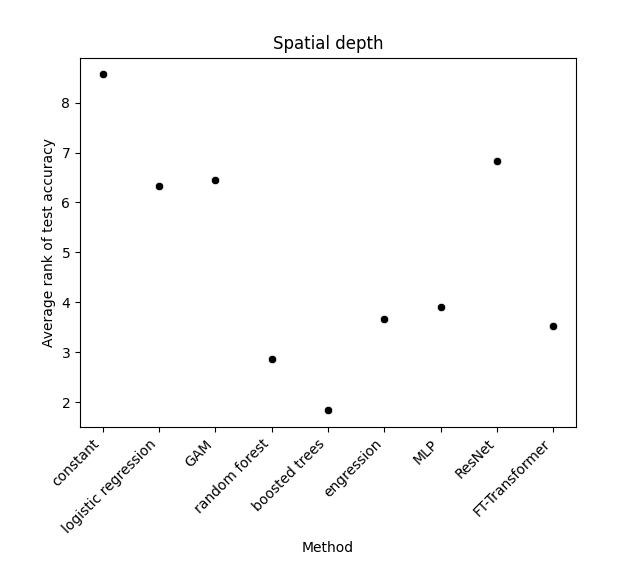 Spatial depth
Average rank of test accuracy
8
7
6
5
4
3
2
constant
logistic regression
GAM
random forest
boosted trees
engression
MLP
ResNet
FT-Transformer
Method